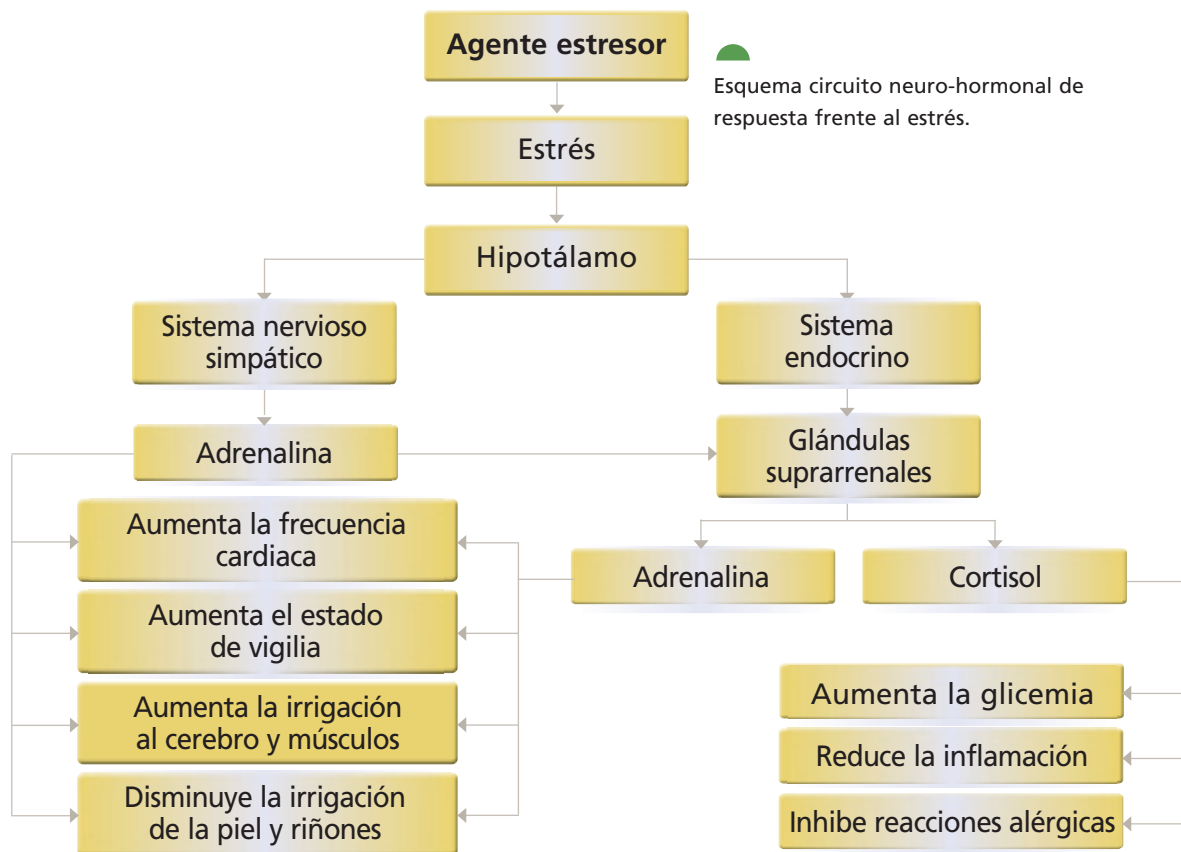 Agente estresor
Esquema circuito neuro-hormonal de
respuesta frente al estrés.
Estrés
Hipotálamo
Sistema nervioso
simpático
Sistema
endocrino
Adrenalina
Glándulas
suprarrenales
Aumenta la frecuencia
cardiaca
Adrenalina
Cortisol
Aumenta el estado
de vigilia
Aumenta la irrigación
al cerebro y músculos
Disminuye la irrigación
de la piel y riñones
Aumenta la glicemia
Reduce la inflamación
Inhibe reacciones alérgicas